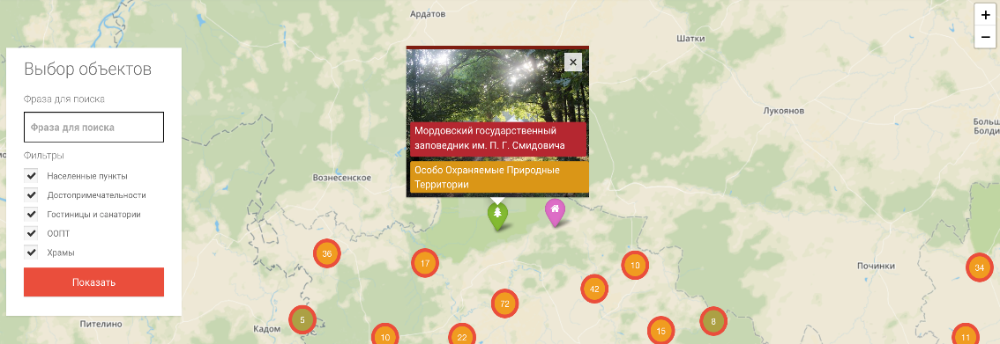 Ардатов
+
Шатки
−
Выбор объектов
×
Фраза для поиска
Фраза для поиска
Лукоянов
Больш
Болди
Мордовский государственный
заповедник им. П. Г. Смидовича
Фильтры
Особо Охраняемые Природные
Территории
Населенные пункты
Вознесенское
Достопримечательности
Гостиницы и санатории
ООПТ
Храмы
36
17
10
34
Починки
Показать
42
72
5
8
Пителино
Кадом
10
22
15
11